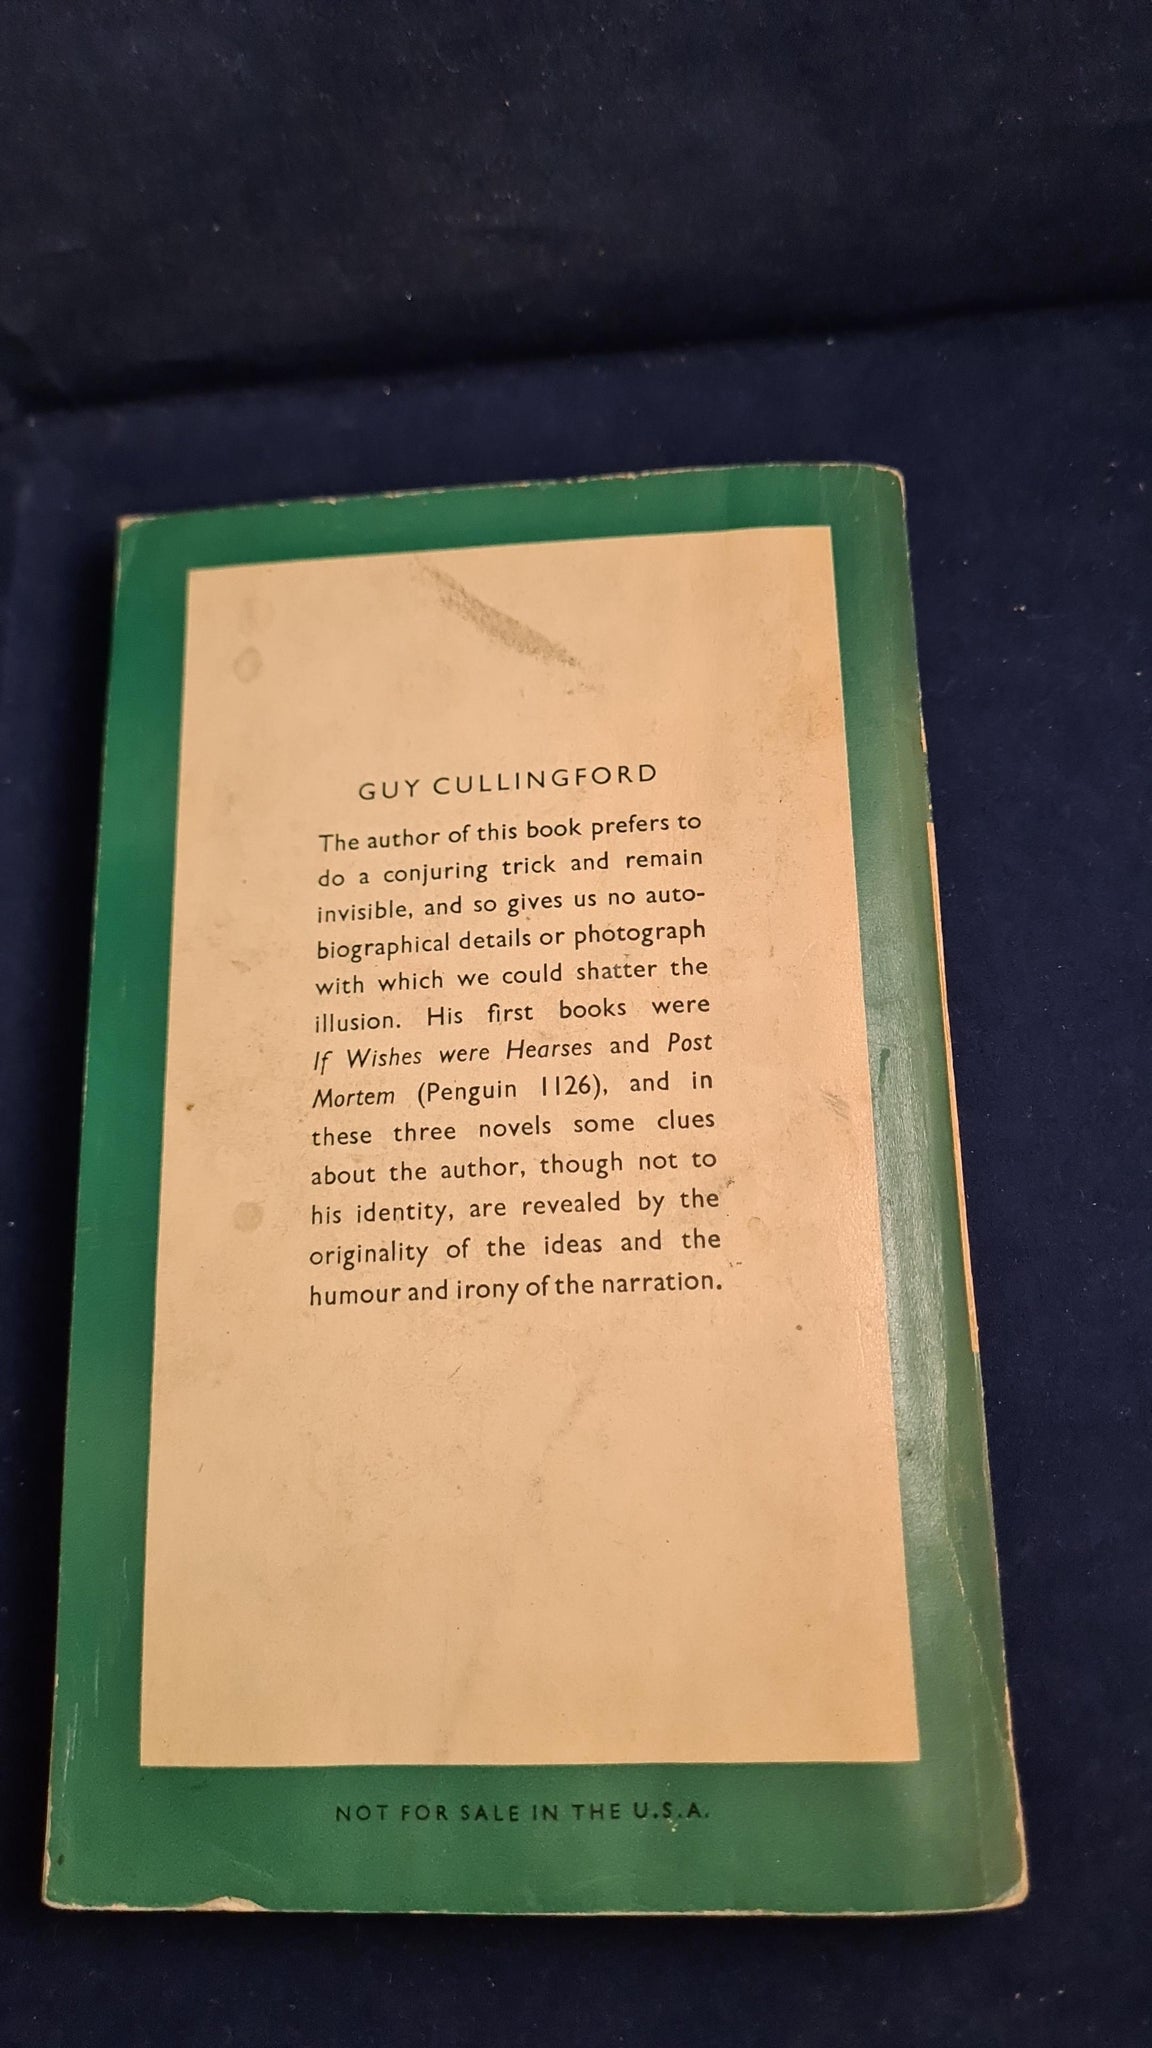 GUY CULLINGFORD
The author of this book prefers to
do a conjuring trick and remain
invisible, and so gives us no auto-
biographical details or photograph
with which we could shatter the
illusion. His first books were
If Wishes were Hearses and Post
Mortem (Penguin 1126), and in
these three novels some clues
about the author, though not to
his identity, are revealed by the
originality of the ideas and the
humour and irony of the narration.
NOT FOR SALE IN THE U.S.A.